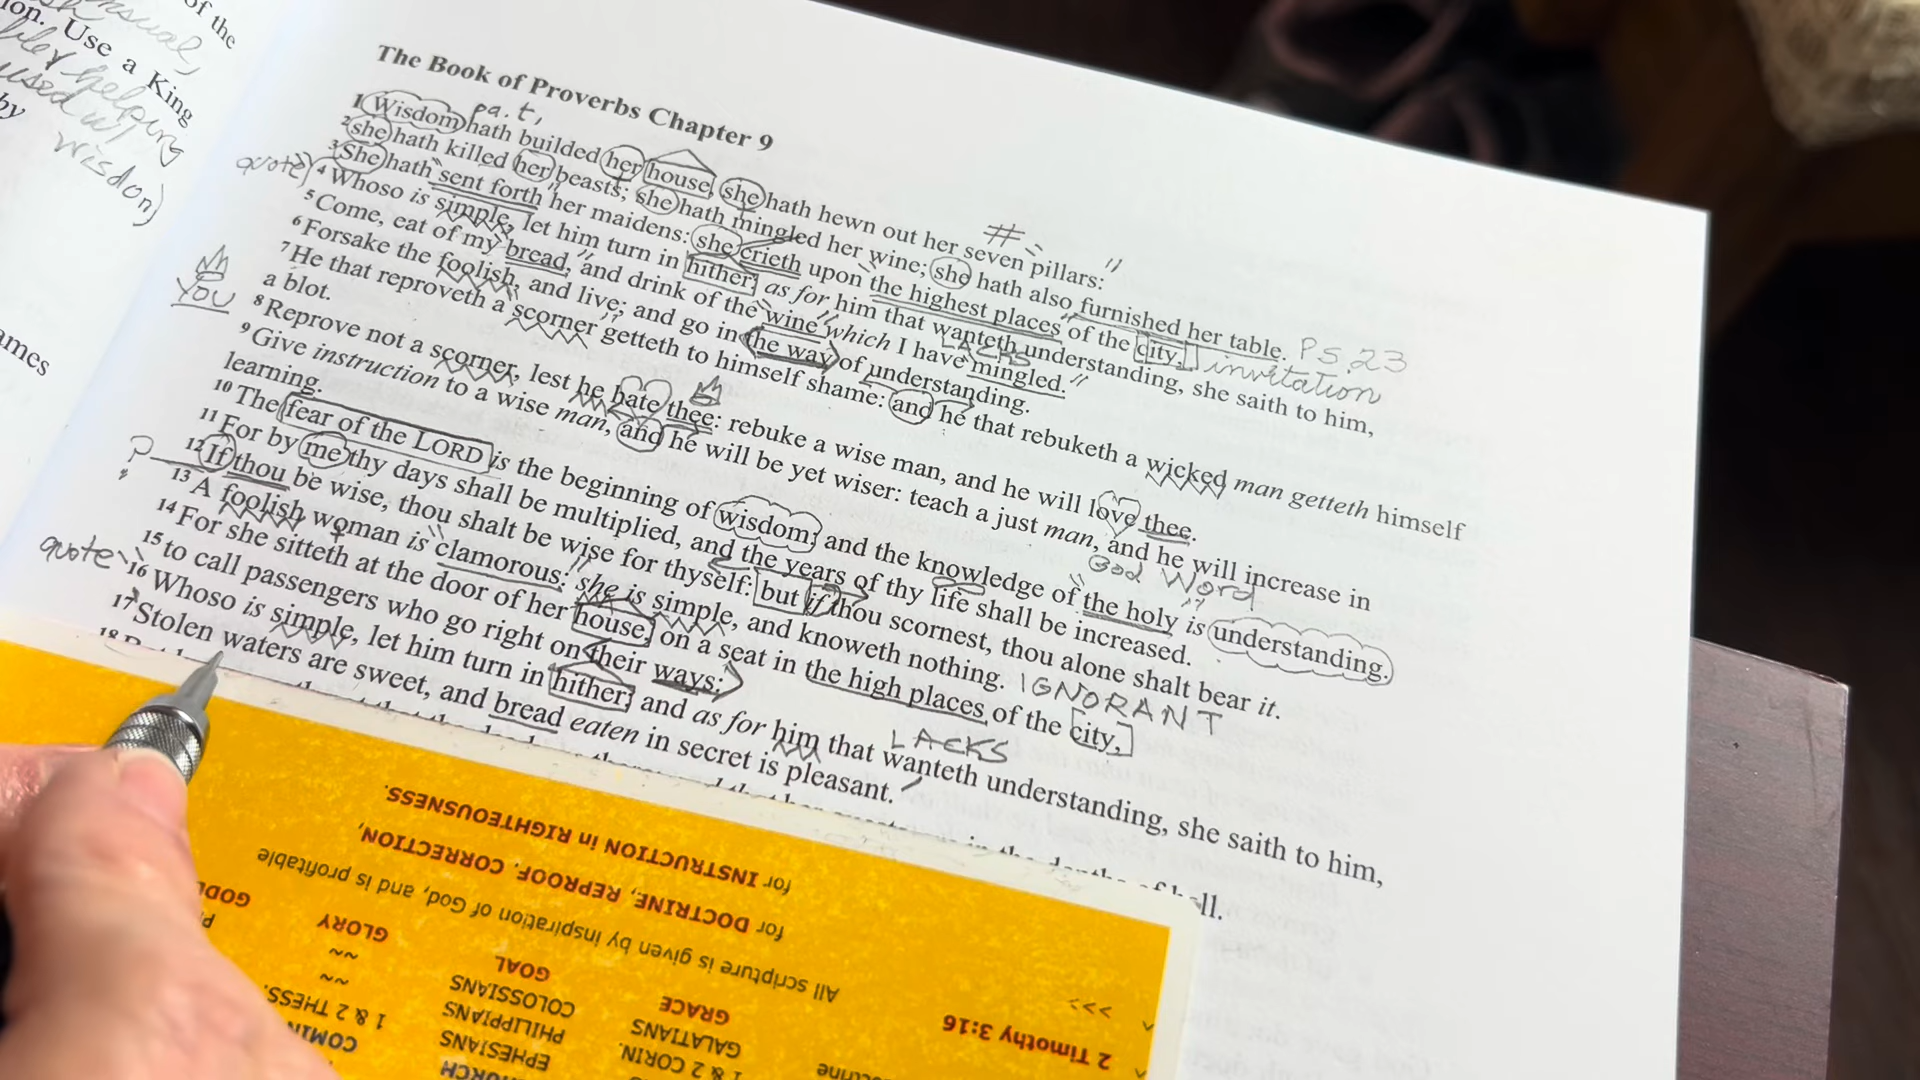 of the
ion. Use a King
used w/
by
wisdom)
ames
The Book of Proverbs Chapter 9
pa.t,
1 Wisdom hath builded her house, she hath hewn out her seven pillars:
2 she hath killed her beasts; she hath mingled her wine; she hath also furnished her table. PS 23
3 She hath sent forth her maidens: she crieth upon the highest places of the city, invitation
quote
LACKS
4 Whoso is simple, let him turn in hither: as for him that wanteth understanding, she saith to him,
5 Come, eat of my bread, and drink of the wine which I have mingled.
6 Forsake the foolish, and live; and go in the way of understanding.
7 He that reproveth a scorner getteth to himself shame: and he that rebuketh a wicked man getteth himself
a blot.
YOU
8 Reprove not a scorner, lest he hate thee: rebuke a wise man, and he will love thee.
9 Give instruction to a wise man, and he will be yet wiser: teach a just man, and he will increase in
learning.
God Word
10 The fear of the LORD is the beginning of wisdom: and the knowledge of the holy is understanding.
11 For by me thy days shall be multiplied, and the years of thy life shall be increased.
?
12 If thou be wise, thou shalt be wise for thyself: but if thou scornest, thou alone shalt bear it.
13 A foolish woman is clamorous: she is simple, and knoweth nothing. IGNORANT
14 For she sitteth at the door of her house, on a seat in the high places of the city,
15 to call passengers who go right on their ways:
quote
LACKS
16 Whoso is simple, let him turn in hither: and as for him that wanteth understanding, she saith to him,
17 Stolen waters are sweet, and bread eaten in secret is pleasant.
18
2 Timothy 3:16
All scripture is given by inspiration of God, and is profitable
for DOCTRINE, REPROOF, CORRECTION,
for INSTRUCTION in RIGHTEOUSNESS.
GRACE
GOAL
GLORY
GALATIANS
COLOSSIANS
1 & 2 CORIN.
PHILIPPIANS
1 & 2 THESS.
EPHESIANS